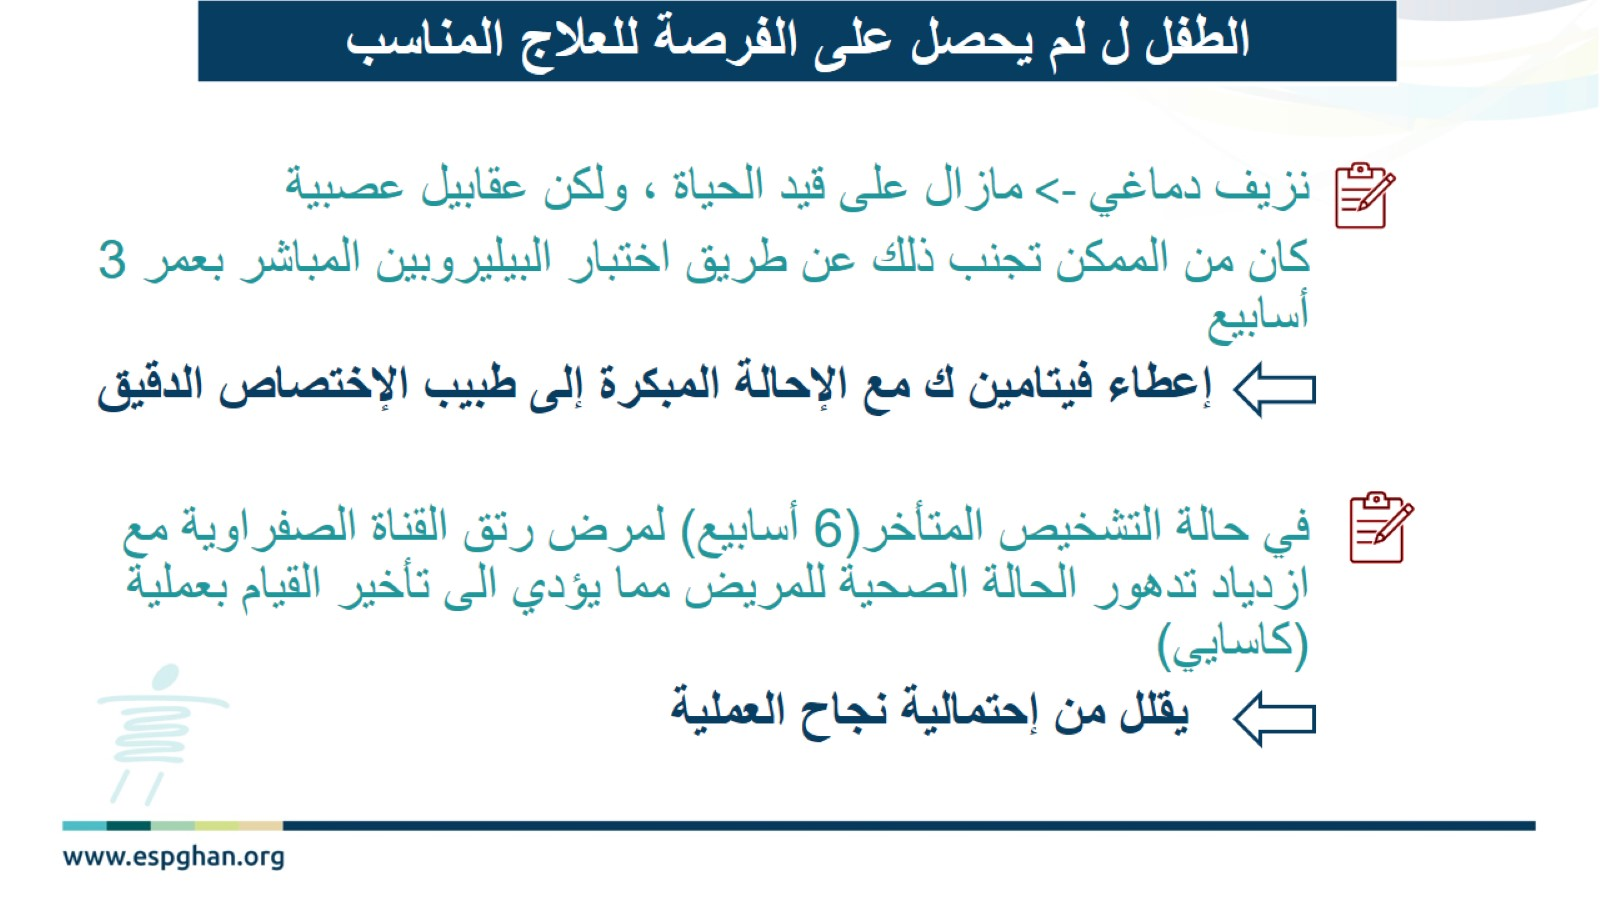 الطفل ل لم يحصل على الفرصة للعلاج المناسب
نزيف دماغي -> مازال على قيد الحياة ، ولكن عقابيل عصبية
كان من الممكن تجنب ذلك عن طريق اختبار البيليروبين المباشر بعمر 3
أسابيع
إعطاء فيتامين ك مع الإحالة المبكرة إلى طبيب الإختصاص الدقيق
في حالة التشخيص المتأخر(6 أسابيع) لمرض رتق القناة الصفراوية مع
ازدياد تدهور الحالة الصحية للمريض مما يؤدي الى تأخير القيام بعملية
(كاسايي)
يقلل من إحتمالية نجاح العملية
www.espghan.org